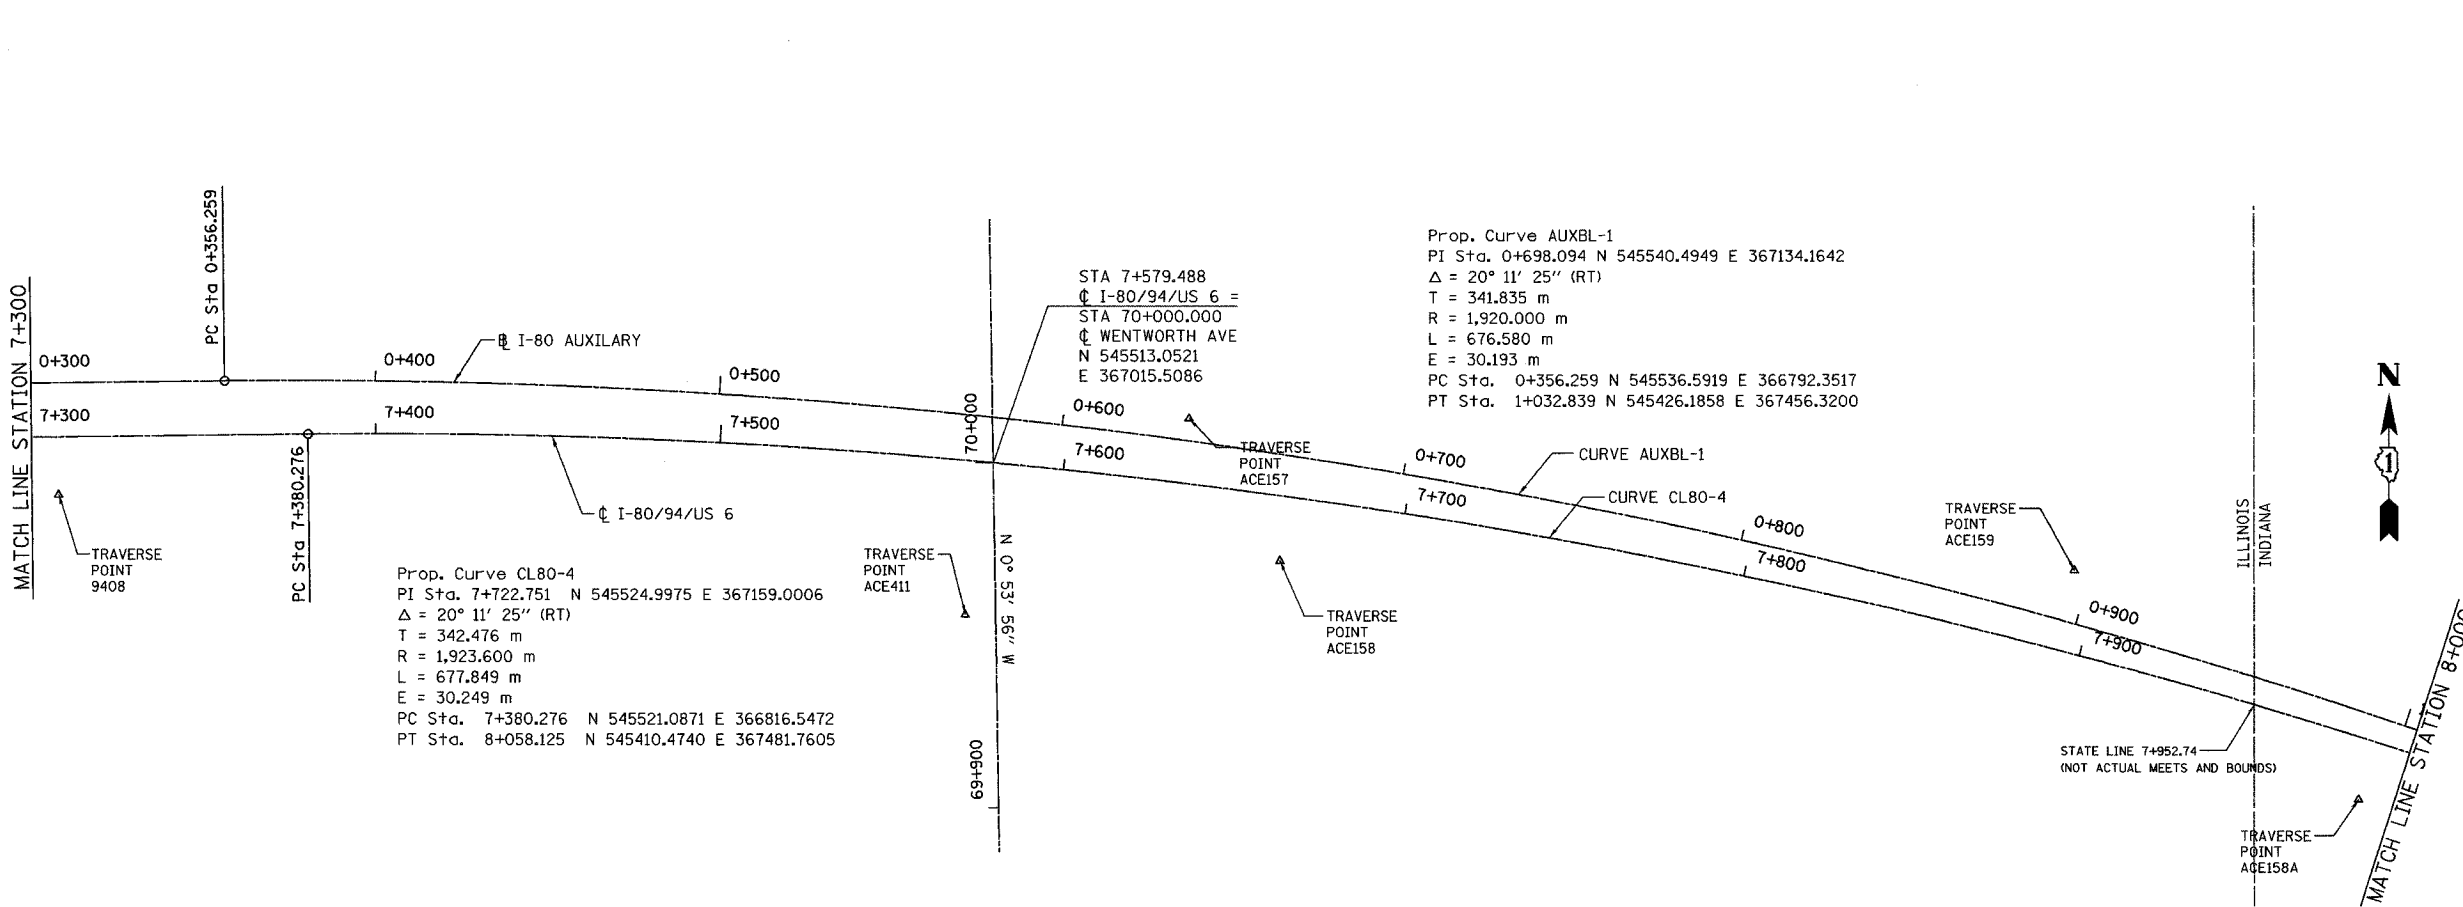 MATCH LINE STATION 7+300
0+300
7+300
PC Sta 0+356.259
PC Sta 7+380.276
TRAVERSE
POINT
9408
0+400
7+400
℄ I-80/94/US 6
Prop. Curve CL80-4
PI Sta. 7+722.751 N 545524.9975 E 367159.0006
Δ = 20° 11' 25" (RT)
T = 342.476 m
R = 1,923.600 m
L = 677.849 m
E = 30.249 m
PC Sta. 7+380.276 N 545521.0871 E 366816.5472
PT Sta. 8+058.125 N 545410.4740 E 367481.7605
I-80 AUXILARY
0+500
7+500
TRAVERSE
POINT
ACE411
70+000
N 0° 53' 56" W
69+900
STA 7+579.488
℄ I-80/94/US 6 =
STA 70+000.000
℄ WENTWORTH AVE
N 545513.0521
E 367015.5086
0+600
7+600
TRAVERSE
POINT
ACE157
TRAVERSE
POINT
ACE158
Prop. Curve AUXBL-1
PI Sta. 0+698.094 N 545540.4949 E 367134.1642
Δ = 20° 11' 25" (RT)
T = 341.835 m
R = 1,920.000 m
L = 676.580 m
E = 30.193 m
PC Sta. 0+356.259 N 545536.5919 E 366792.3517
PT Sta. 1+032.839 N 545426.1858 E 367456.3200
0+700
7+700
CURVE AUXBL-1
CURVE CL80-4
0+800
7+800
TRAVERSE
POINT
ACE159
0+900
7+900
ILLINOIS
INDIANA
STATE LINE 7+952.74
(NOT ACTUAL MEETS AND BOUNDS)
TRAVERSE
POINT
ACE158A
MATCH LINE STATION 8+000
N
1